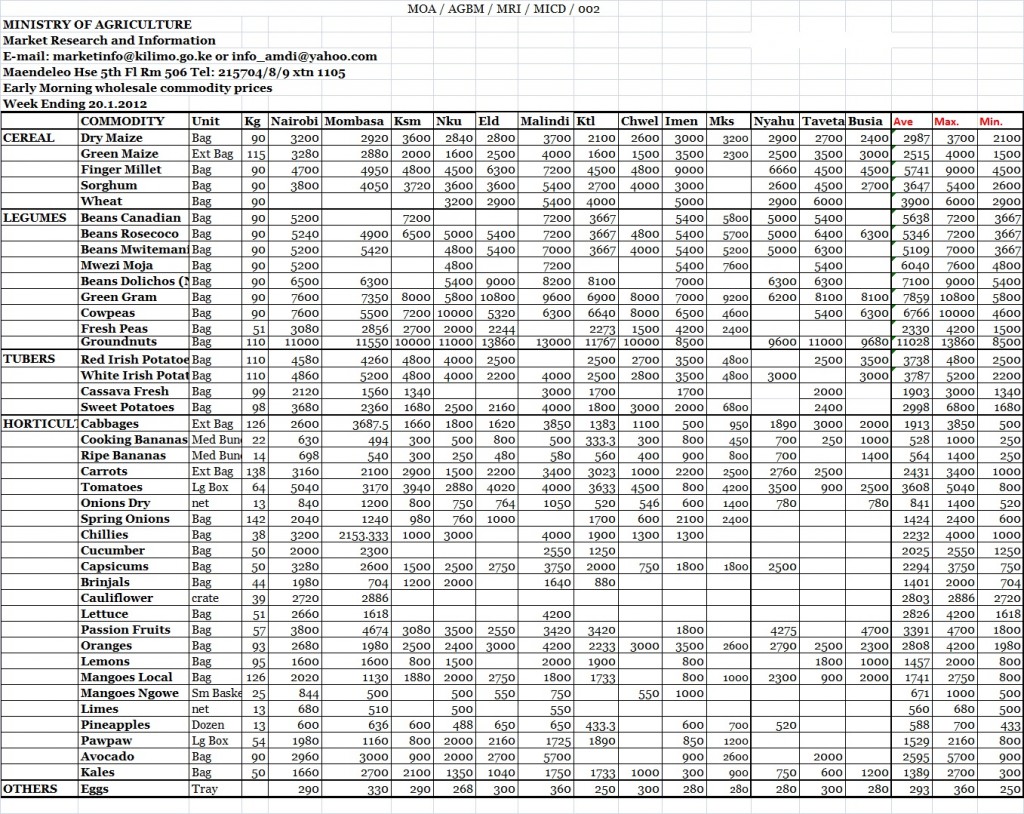 MOA / AGBM / MRI / MICD / 002
MINISTRY OF AGRICULTURE
Market Research and Information
E-mail: marketinfo@kilimo.go.ke or info_amdi@yahoo.com
Maendeleo Hse 5th Fl Rm 506 Tel: 215704/8/9 xtn 1105
Early Morning wholesale commodity prices
Week Ending 20.1.2012
COMMODITY Unit Kg Nairobi Mombasa Ksm Nku Eld Malindi Ktl Chwel Imen Mks Nyahu Taveta Busia Ave Max. Min.
CEREAL Dry Maize Bag 90 3200 2920 3600 2840 2800 3700 2100 2600 3000 3200 2900 2700 2400 2987 3700 2100
Green Maize Ext Bag 115 3280 2880 2000 1600 2500 4000 1600 1500 3500 2300 2500 3500 3000 2515 4000 1500
Finger Millet Bag 90 4700 4950 4800 4500 6300 7200 4500 4800 9000 6660 4500 4500 5741 9000 4500
Sorghum Bag 90 3800 4050 3720 3600 3600 5400 2700 4000 3000 2600 4500 2700 3647 5400 2600
Wheat Bag 90 3200 2900 5400 4000 5000 2900 6000 3900 6000 2900
LEGUMES Beans Canadian Bag 90 5200 7200 7200 3667 5400 5800 5000 5400 5638 7200 3667
Beans Rosecoco Bag 90 5240 4900 6500 5000 5400 7200 3667 4800 5400 5700 5000 6400 6300 5346 7200 3667
Beans Mwitemani Bag 90 5200 5420 4800 5400 7000 3667 4000 5400 5200 5000 6300 5109 7000 3667
Mwezi Moja Bag 90 5200 4800 7200 5400 7600 5400 6040 7600 4800
Beans Dolichos (N Bag 90 6500 6300 5400 9000 8200 8100 7000 6300 6300 7100 9000 5400
Green Gram Bag 90 7600 7350 8000 5800 10800 9600 6900 8000 7000 9200 6200 8100 8100 7859 10800 5800
Cowpeas Bag 90 7600 5500 7200 10000 5320 6300 6640 8000 6500 4600 5400 6300 6766 10000 4600
Fresh Peas Bag 51 3080 2856 2700 2000 2244 2273 1500 4200 2400 2330 4200 1500
Groundnuts Bag 110 11000 11550 10000 11000 13860 13000 11767 10000 8500 9600 11000 9680 11028 13860 8500
TUBERS Red Irish Potatoe Bag 110 4580 4260 4800 4000 2500 2500 2700 3500 4800 2500 3500 3738 4800 2500
White Irish Potat Bag 110 4860 5200 4800 4000 2200 4000 2500 2800 3500 4800 3000 3000 3787 5200 2200
Cassava Fresh Bag 99 2120 1560 1340 3000 1700 1700 2000 1903 3000 1340
Sweet Potatoes Bag 98 3680 2360 1680 2500 2160 4000 1800 3000 2000 6800 2400 2998 6800 1680
HORTICULT Cabbages Ext Bag 126 2600 3687.5 1660 1800 1620 3850 1383 1100 500 950 1890 3000 2000 1913 3850 500
Cooking Bananas Med Bun 22 630 494 300 500 800 500 333.3 300 800 450 700 250 1000 528 1000 250
Ripe Bananas Med Bun 14 698 540 300 250 480 580 560 400 900 800 700 1400 564 1400 250
Carrots Ext Bag 138 3160 2100 2900 1500 2200 3400 3023 1000 2200 2500 2760 2500 2431 3400 1000
Tomatoes Lg Box 64 5040 3170 3940 2880 4020 4000 3633 4500 800 4200 3500 900 2500 3608 5040 800
Onions Dry net 13 840 1200 800 750 764 1050 520 546 600 1400 780 780 841 1400 520
Spring Onions Bag 142 2040 1240 980 760 1000 1700 600 2100 2400 1424 2400 600
Chillies Bag 38 3200 2153.333 1000 3000 4000 1900 1300 1300 2232 4000 1000
Cucumber Bag 50 2000 2300 2550 1250 2025 2550 1250
Capsicums Bag 50 3280 2600 1500 2500 2750 3750 2000 750 1800 1800 2500 2294 3750 750
Brinjals Bag 44 1980 704 1200 2000 1640 880 1401 2000 704
Cauliflower crate 39 2720 2886 2803 2886 2720
Lettuce Bag 51 2660 1618 4200 2826 4200 1618
Passion Fruits Bag 57 3800 4674 3080 3500 2550 3420 3420 1800 4275 4700 3391 4700 1800
Oranges Bag 93 2680 1980 2500 2400 3000 4200 2233 3000 3500 2600 2790 2500 2300 2808 4200 1980
Lemons Bag 95 1600 1600 800 1500 2000 1900 800 1800 1000 1457 2000 800
Mangoes Local Bag 126 2020 1130 1880 2000 2750 1800 1733 800 1000 2300 900 2000 1741 2750 800
Mangoes Ngowe Sm Baske 25 844 500 500 550 750 550 1000 671 1000 500
Limes net 13 680 510 500 550 560 680 500
Pineapples Dozen 13 600 636 600 488 650 650 433.3 600 700 520 588 700 433
Pawpaw Lg Box 54 1980 1160 800 2000 2160 1725 1890 850 1200 1529 2160 800
Avocado Bag 90 2960 3000 900 2000 2700 5700 900 2600 2000 2595 5700 900
Kales Bag 50 1660 2700 2100 1350 1040 1750 1733 1000 300 900 750 600 1200 1389 2700 300
OTHERS Eggs Tray 290 330 290 268 300 360 250 300 280 280 280 300 280 293 360 250